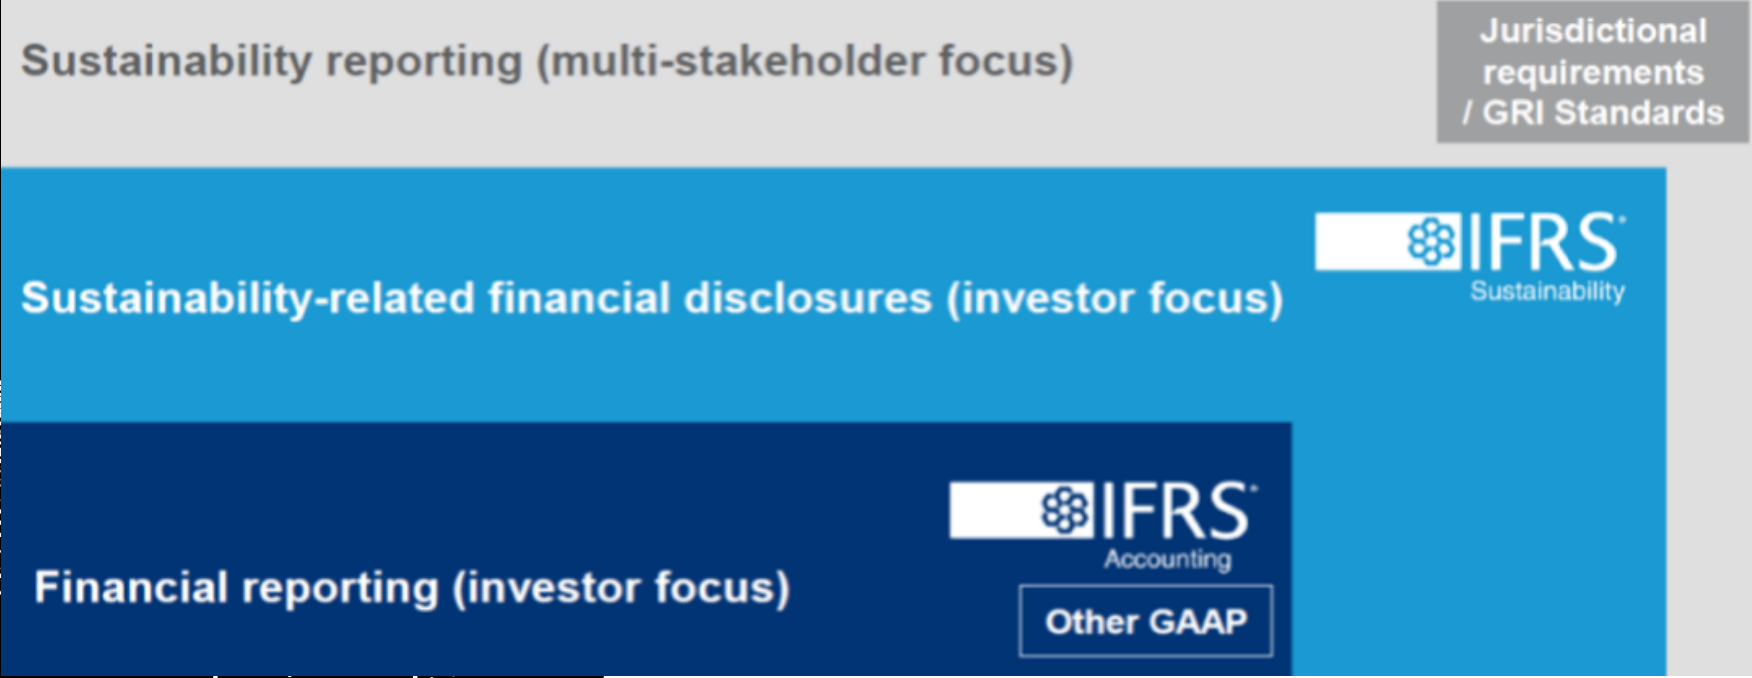 Sustainability reporting (multi-stakeholder focus)
Jurisdictional
requirements
/ GRI Standards
IFRS®
Sustainability
Sustainability-related financial disclosures (investor focus)
IFRS®
Accounting
Financial reporting (investor focus)
Other GAAP